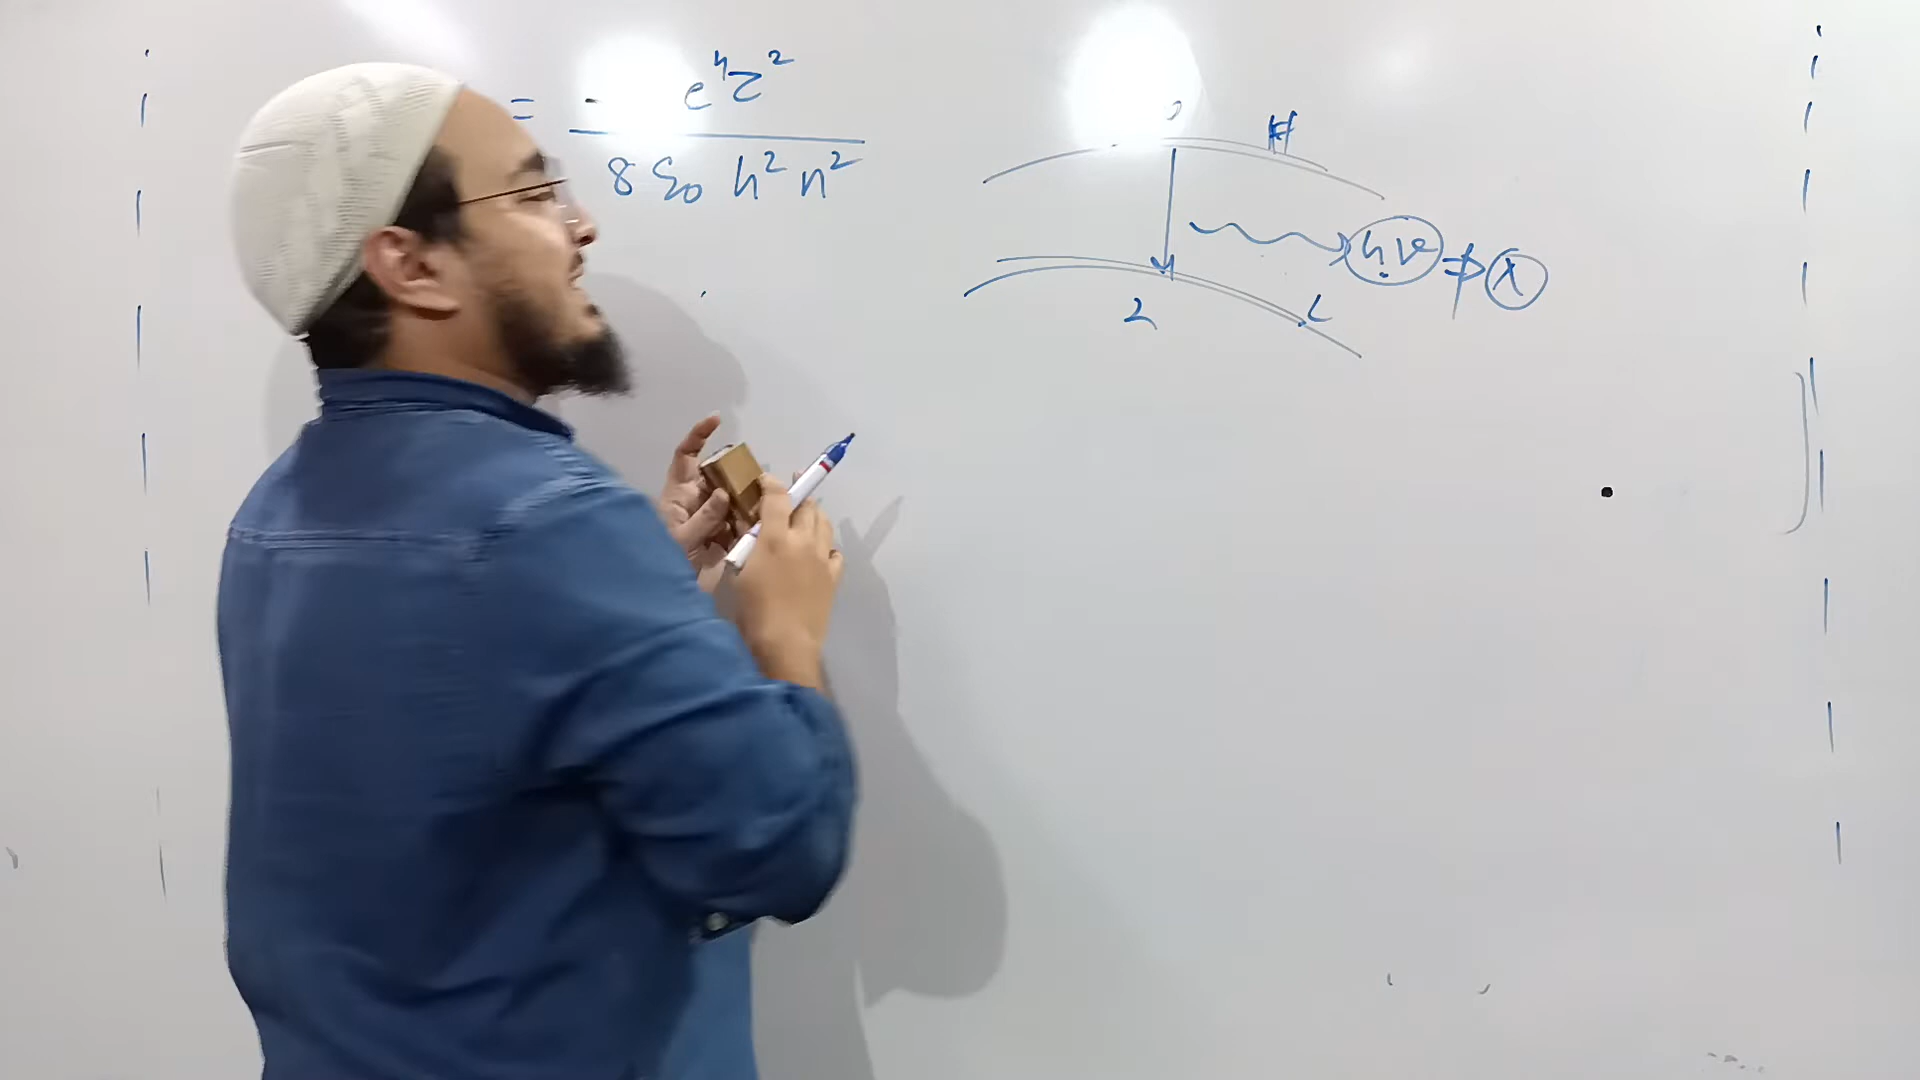 = - e⁴Z²
8 ε₀ h² n²
H
hν ⇒ λ
2 L